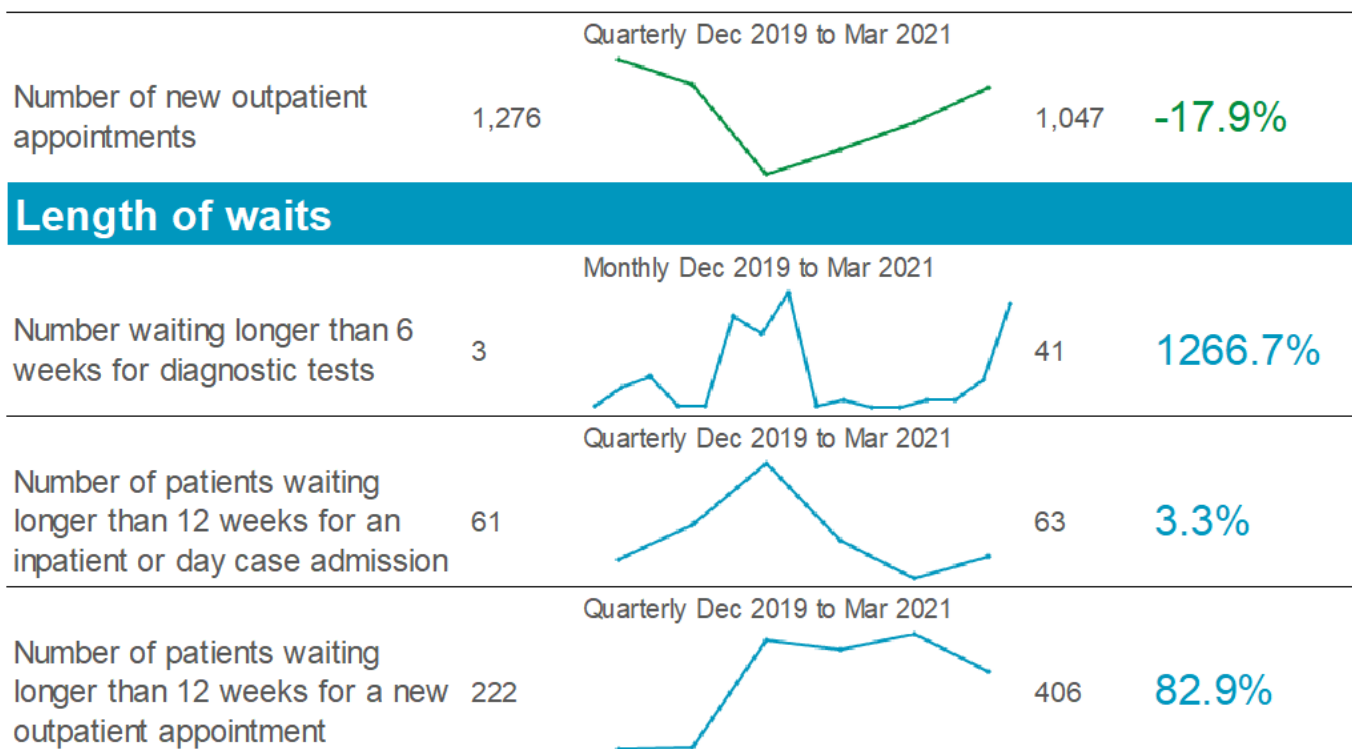 Quarterly Dec 2019 to Mar 2021
Number of new outpatient
appointments
1,276
1,047
-17.9%
Length of waits
Monthly Dec 2019 to Mar 2021
Number waiting longer than 6
weeks for diagnostic tests
3
41
1266.7%
Quarterly Dec 2019 to Mar 2021
Number of patients waiting
longer than 12 weeks for an
inpatient or day case admission
61
63
3.3%
Quarterly Dec 2019 to Mar 2021
Number of patients waiting
longer than 12 weeks for a new
outpatient appointment
222
406
82.9%